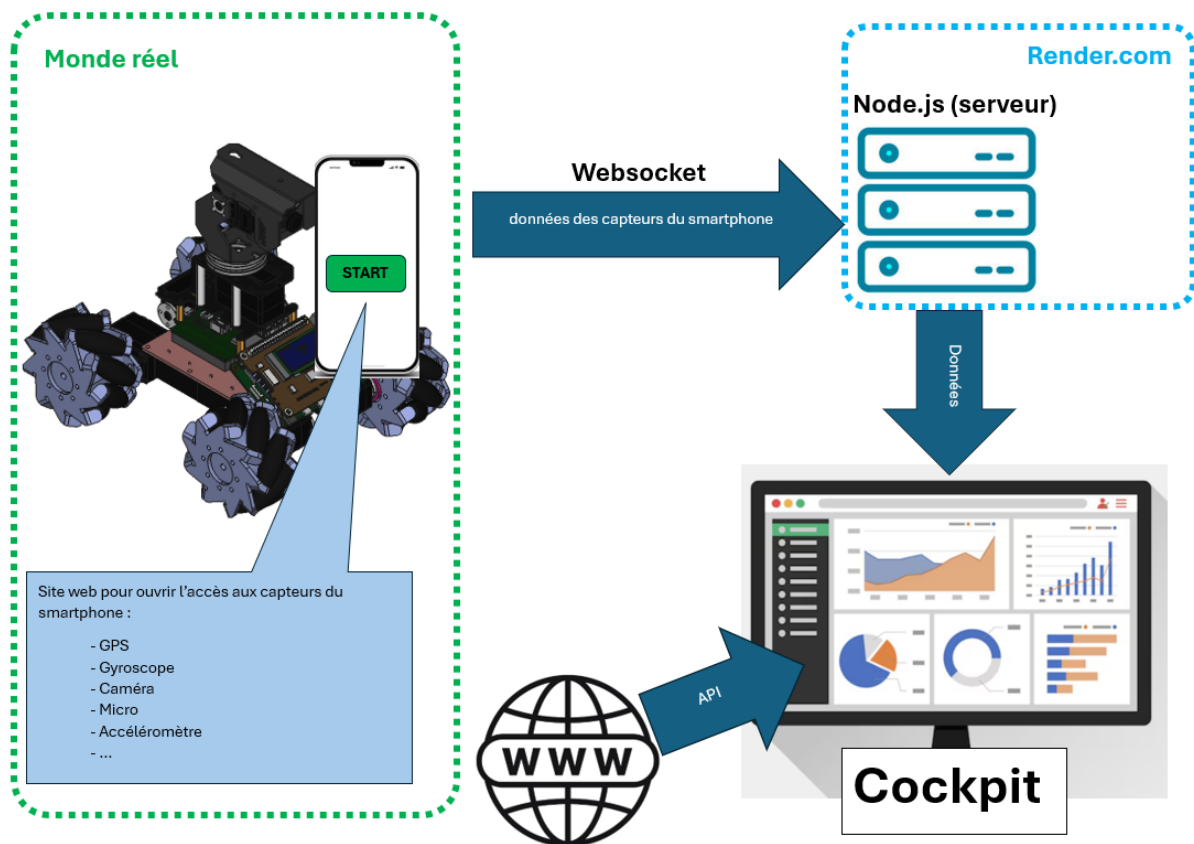 Monde réel
Render.com
Node.js (serveur)
Websocket
données des capteurs du smartphone
START
Données
Site web pour ouvrir l’accès aux capteurs du
smartphone :
- GPS
- Gyroscope
- Caméra
- Micro
- Accéléromètre
- ...
API
WWW
Cockpit